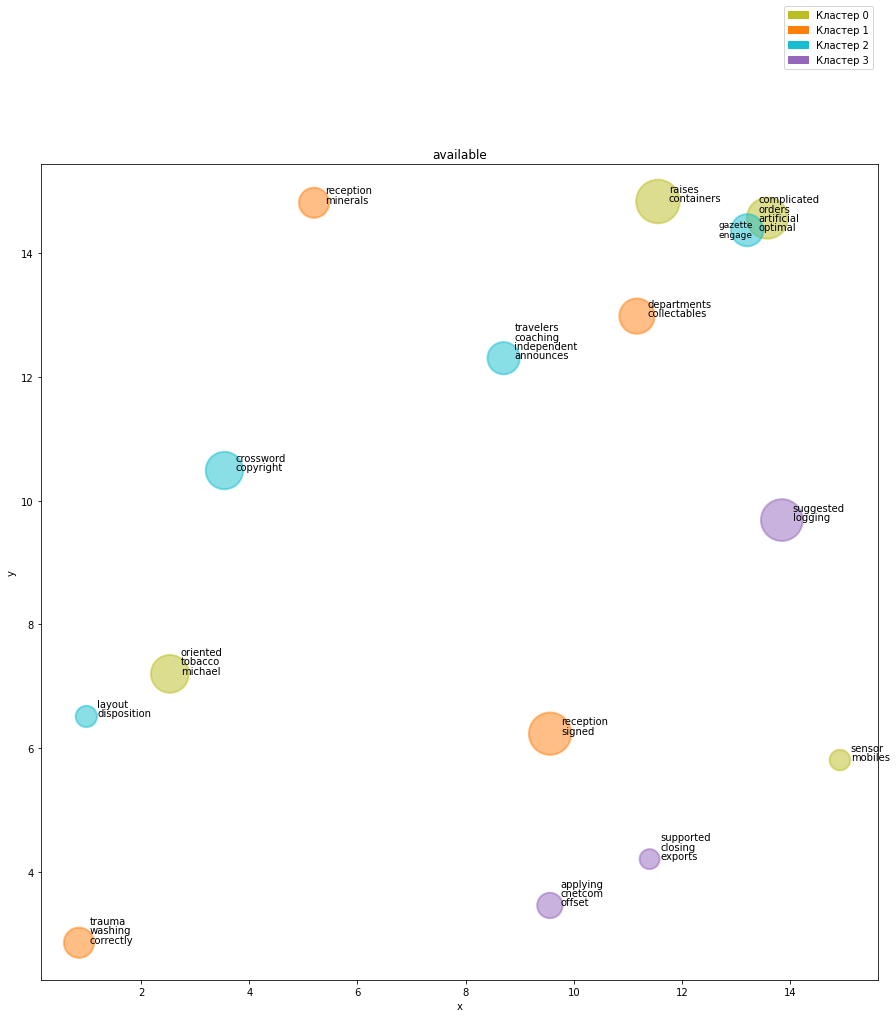 Кластер 0
Кластер 1
Кластер 2
Кластер 3
available
reception
minerals
raises
containers
complicated
orders
artificial
optimal
gazette
engage
departments
collectables
travelers
coaching
independent
announces
crossword
copyright
suggested
logging
oriented
tobacco
michael
layout
disposition
reception
signed
sensor
mobiles
supported
closing
exports
applying
cnetcom
offset
trauma
washing
correctly
14
12
10
8
6
4
y
2
4
6
8
10
12
14
x